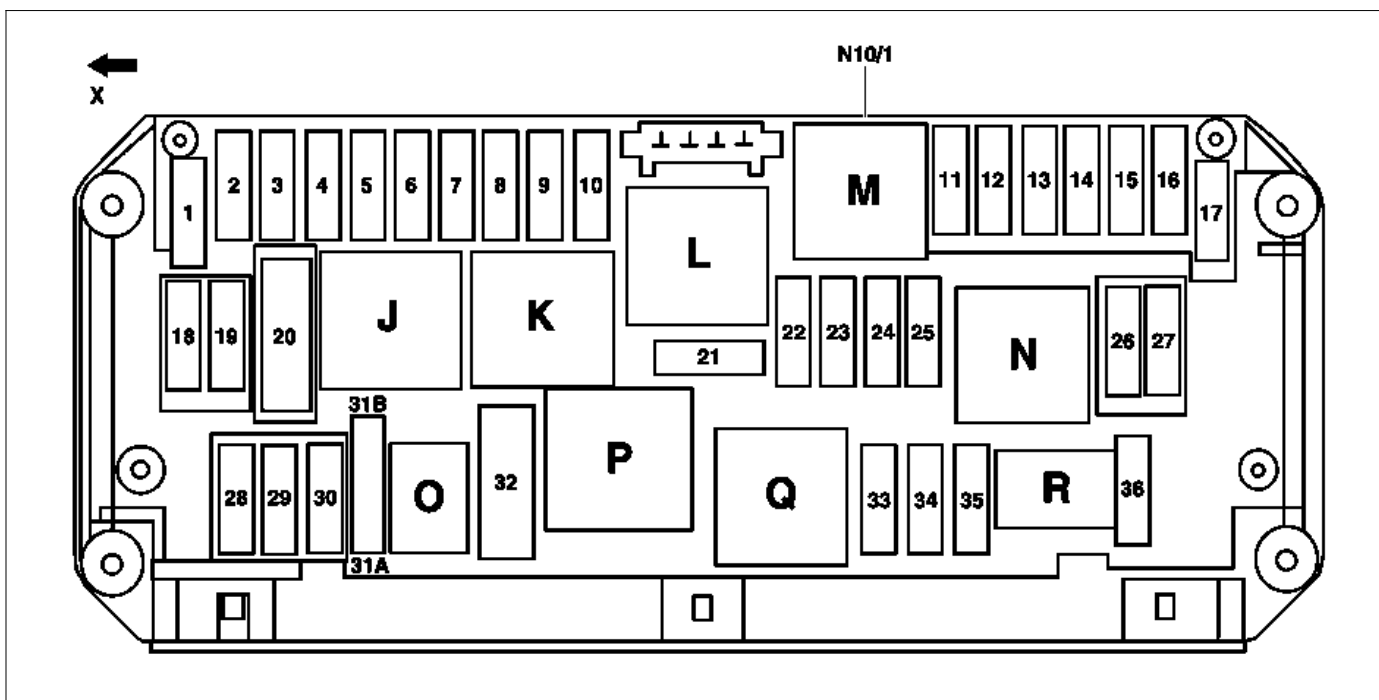 N10/1
X
1 2 3 4 5 6 7 8 9 10 M 11 12 13 14 15 16 17
L
18 19 20 J K 22 23 24 25 N 26 27
21
31B
28 29 30 O 32 P Q 33 34 35 R 36
31A